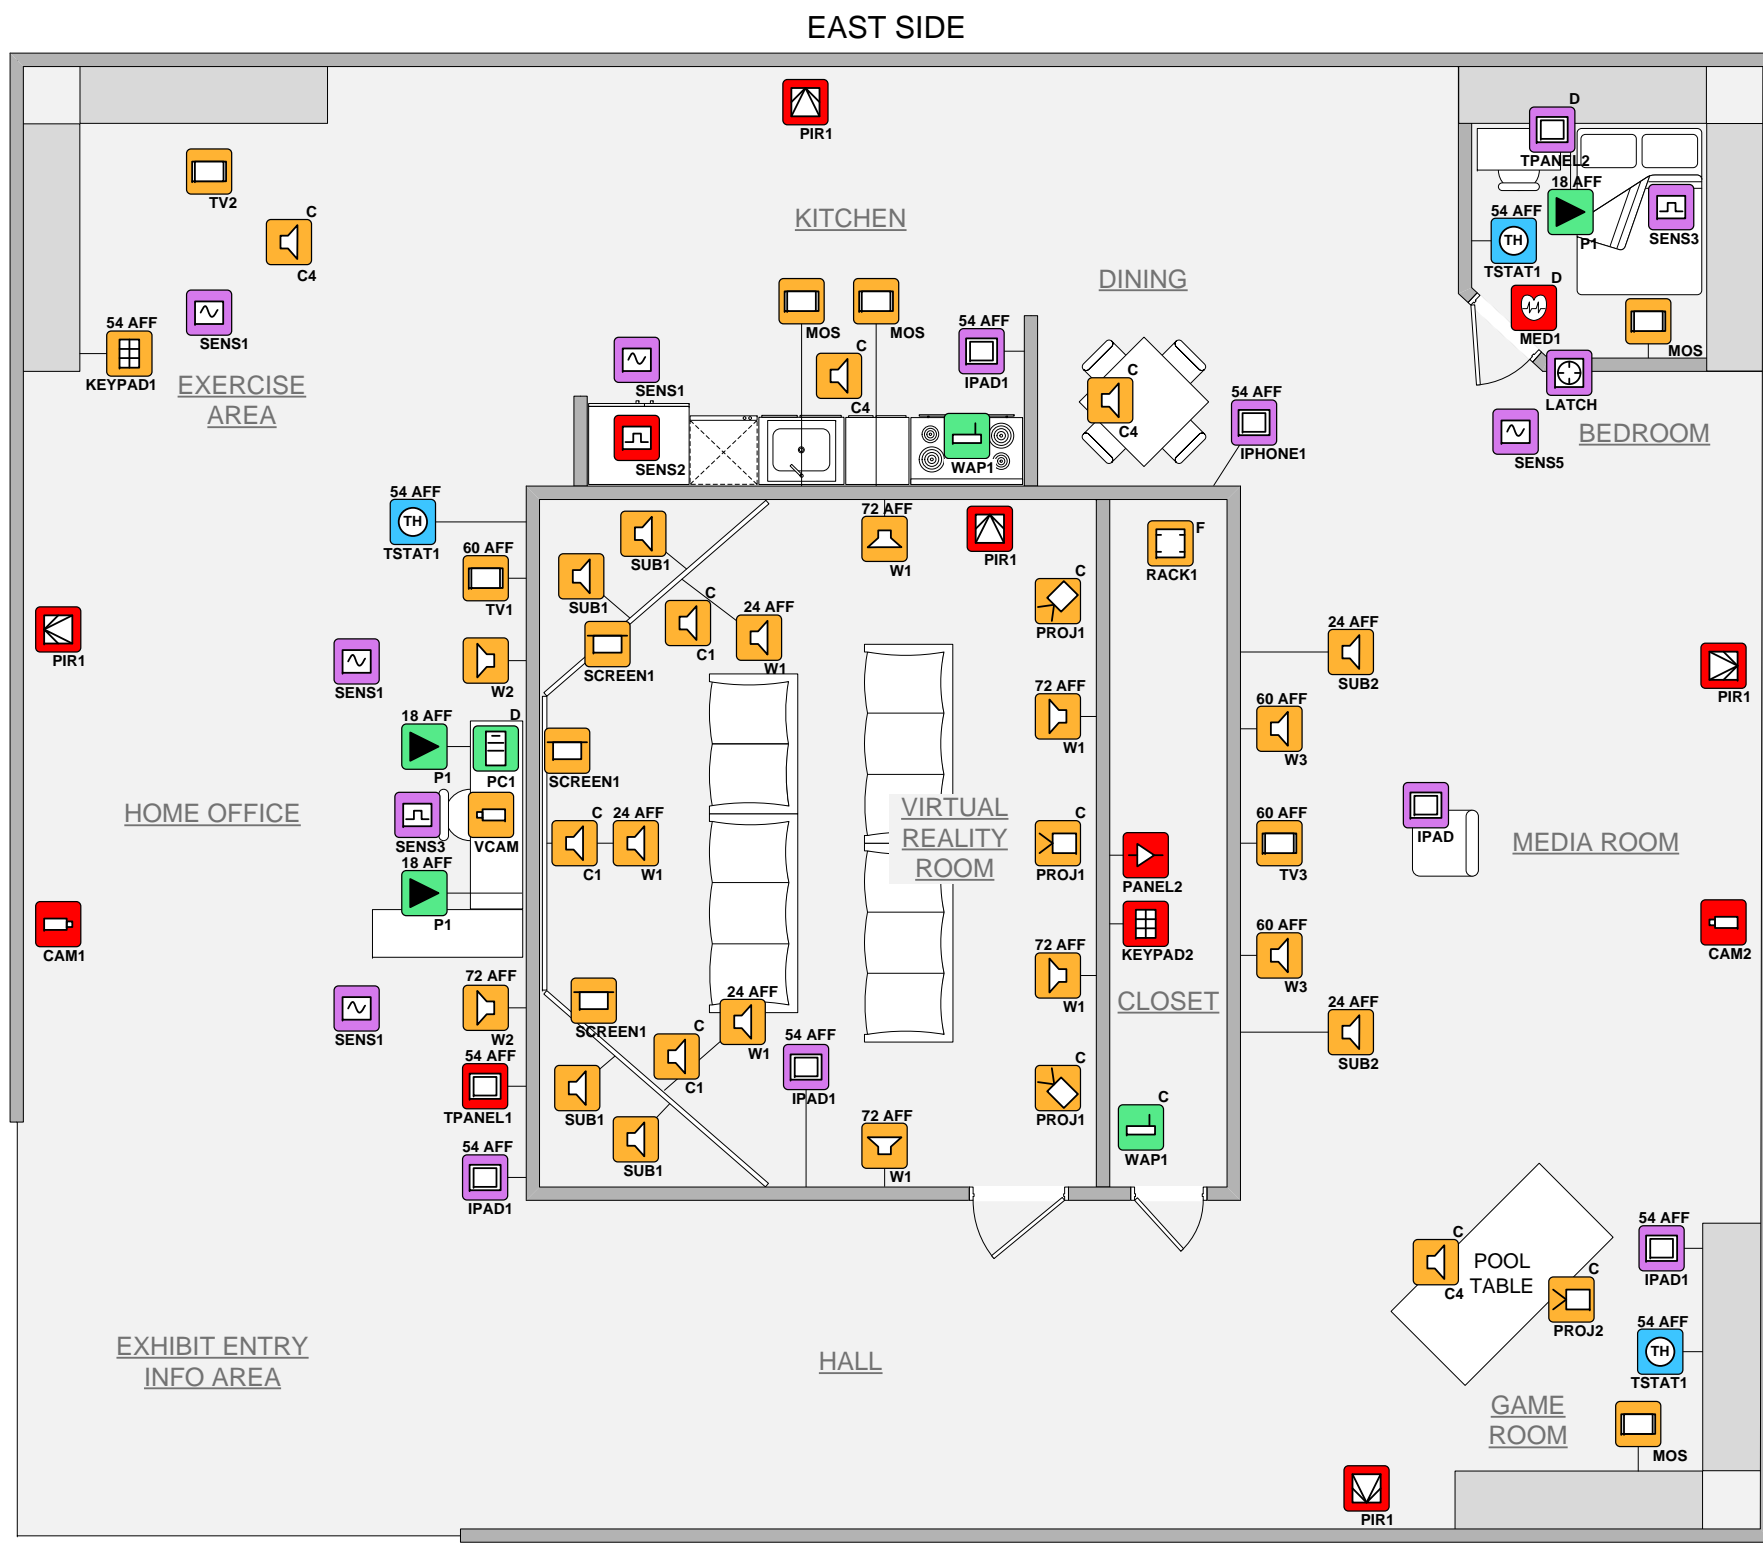 EAST SIDE
PIR1
D
TPANEL2
18 AFF
P1
SENS3
54 AFF
TH
TSTAT1
D
MED1
MOS
LATCH
SENS5
BEDROOM
TV2
C
C4
SENS1
54 AFF
KEYPAD1
EXERCISE
AREA
KITCHEN
MOS
MOS
C
C4
SENS1
SENS2
54 AFF
IPAD1
WAP1
DINING
C
C4
54 AFF
IPHONE1
54 AFF
TH
TSTAT1
60 AFF
TV1
W2
SENS1
PIR1
18 AFF
P1
D
PC1
HOME OFFICE
SENS3
VCAM
18 AFF
P1
CAM1
SENS1
72 AFF
W2
54 AFF
TPANEL1
54 AFF
IPAD1
SUB1
SUB1
SCREEN1
C
C1
24 AFF
W1
72 AFF
W1
PIR1
C
PROJ1
72 AFF
W1
SCREEN1
C
C1
24 AFF
W1
VIRTUAL
REALITY
ROOM
C
PROJ1
72 AFF
W1
SCREEN1
24 AFF
W1
C
C1
SUB1
SUB1
54 AFF
IPAD1
72 AFF
W1
C
PROJ1
F
RACK1
PANEL2
KEYPAD2
CLOSET
C
WAP1
24 AFF
SUB2
60 AFF
W3
60 AFF
TV3
60 AFF
W3
24 AFF
SUB2
PIR1
IPAD
MEDIA ROOM
CAM2
C
C4
POOL
TABLE
C
PROJ2
54 AFF
IPAD1
54 AFF
TH
TSTAT1
GAME
ROOM
MOS
PIR1
EXHIBIT ENTRY
INFO AREA
HALL